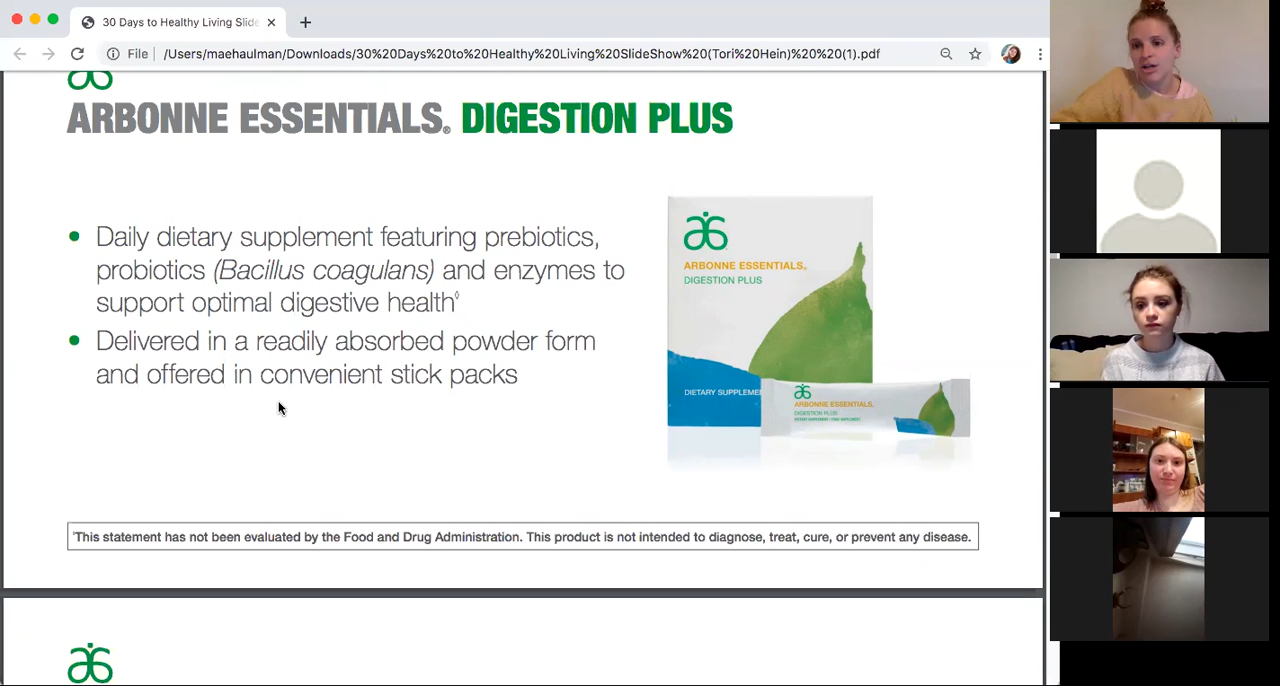 30 Days to Healthy Living Slide
File
/Users/maehaulman/Downloads/30%20Days%20to%20Healthy%20Living%20SlideShow%20(Tori%20Hein)%20%20(1).pdf
ARBONNE ESSENTIALS® DIGESTION PLUS
Daily dietary supplement featuring prebiotics,
probiotics (Bacillus coagulans) and enzymes to
support optimal digestive health◊
Delivered in a readily absorbed powder form
and offered in convenient stick packs
ARBONNE ESSENTIALS®
DIGESTION PLUS
DIETARY SUPPLEME
ARBONNE ESSENTIALS®
DIGESTION PLUS
◊This statement has not been evaluated by the Food and Drug Administration. This product is not intended to diagnose, treat, cure, or prevent any disease.